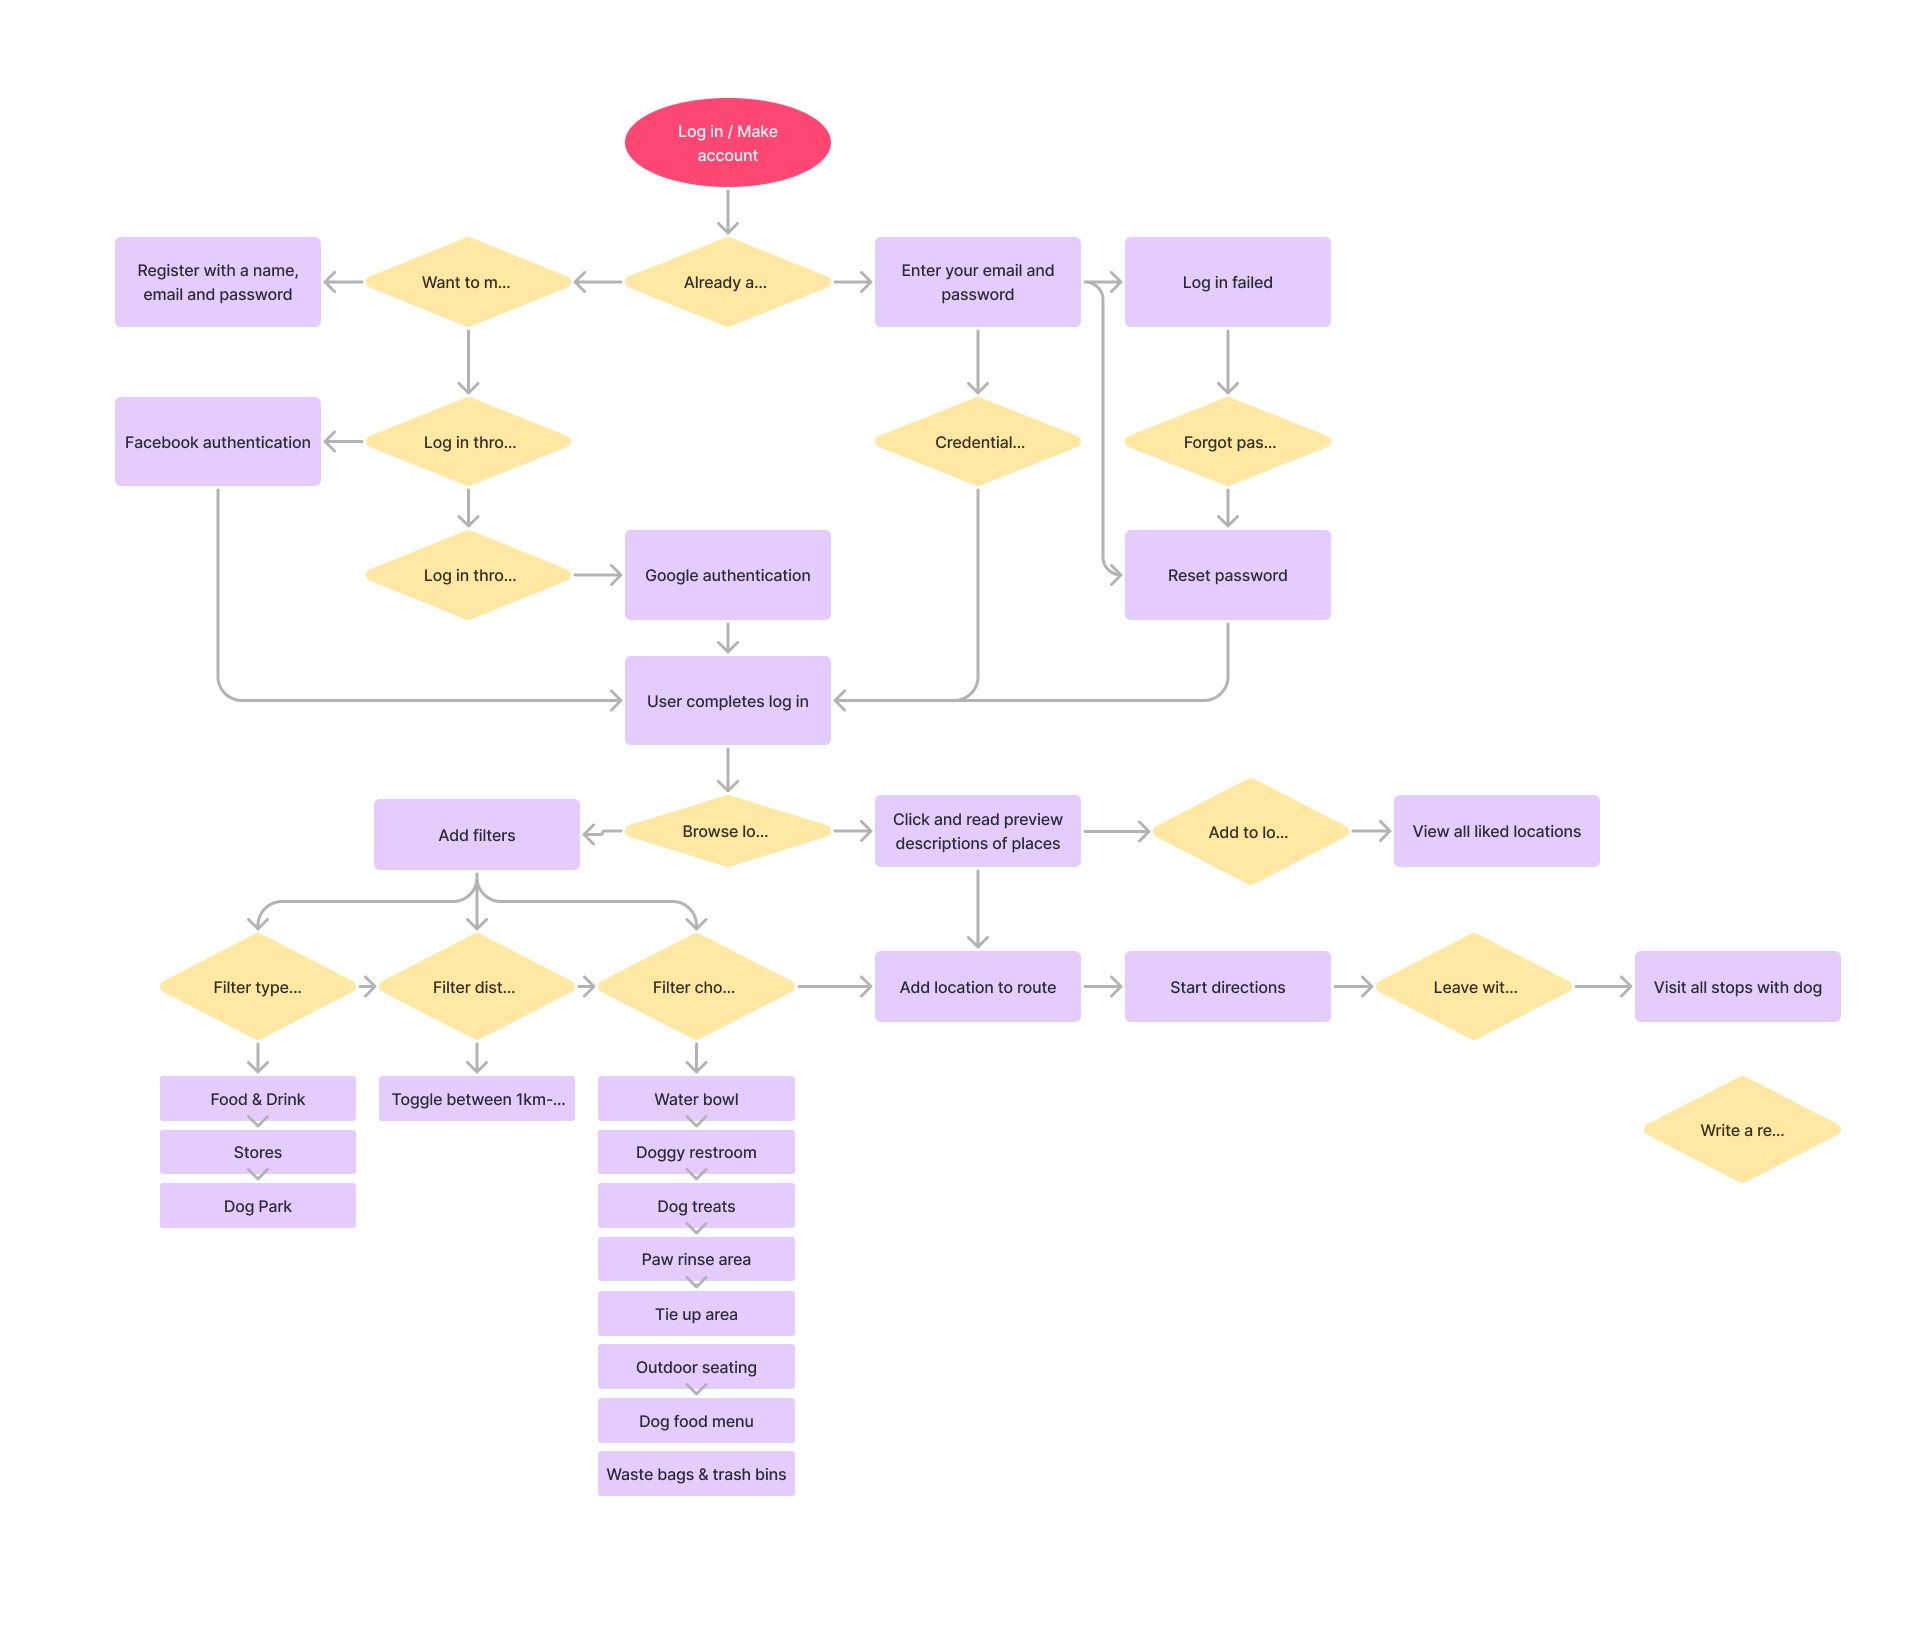 Log in / Make
account
Register with a name,
email and password
Want to m...
Already a...
Enter your email and
password
Log in failed
Facebook authentication
Log in thro...
Credential...
Forgot pas...
Log in thro...
Google authentication
Reset password
User completes log in
Add filters
Browse lo...
Click and read preview
descriptions of places
Add to lo...
View all liked locations
Filter type...
Filter dist...
Filter cho...
Add location to route
Start directions
Leave wit...
Visit all stops with dog
Food & Drink
Toggle between 1km-...
Water bowl
Write a re...
Stores
Doggy restroom
Dog Park
Dog treats
Paw rinse area
Tie up area
Outdoor seating
Dog food menu
Waste bags & trash bins